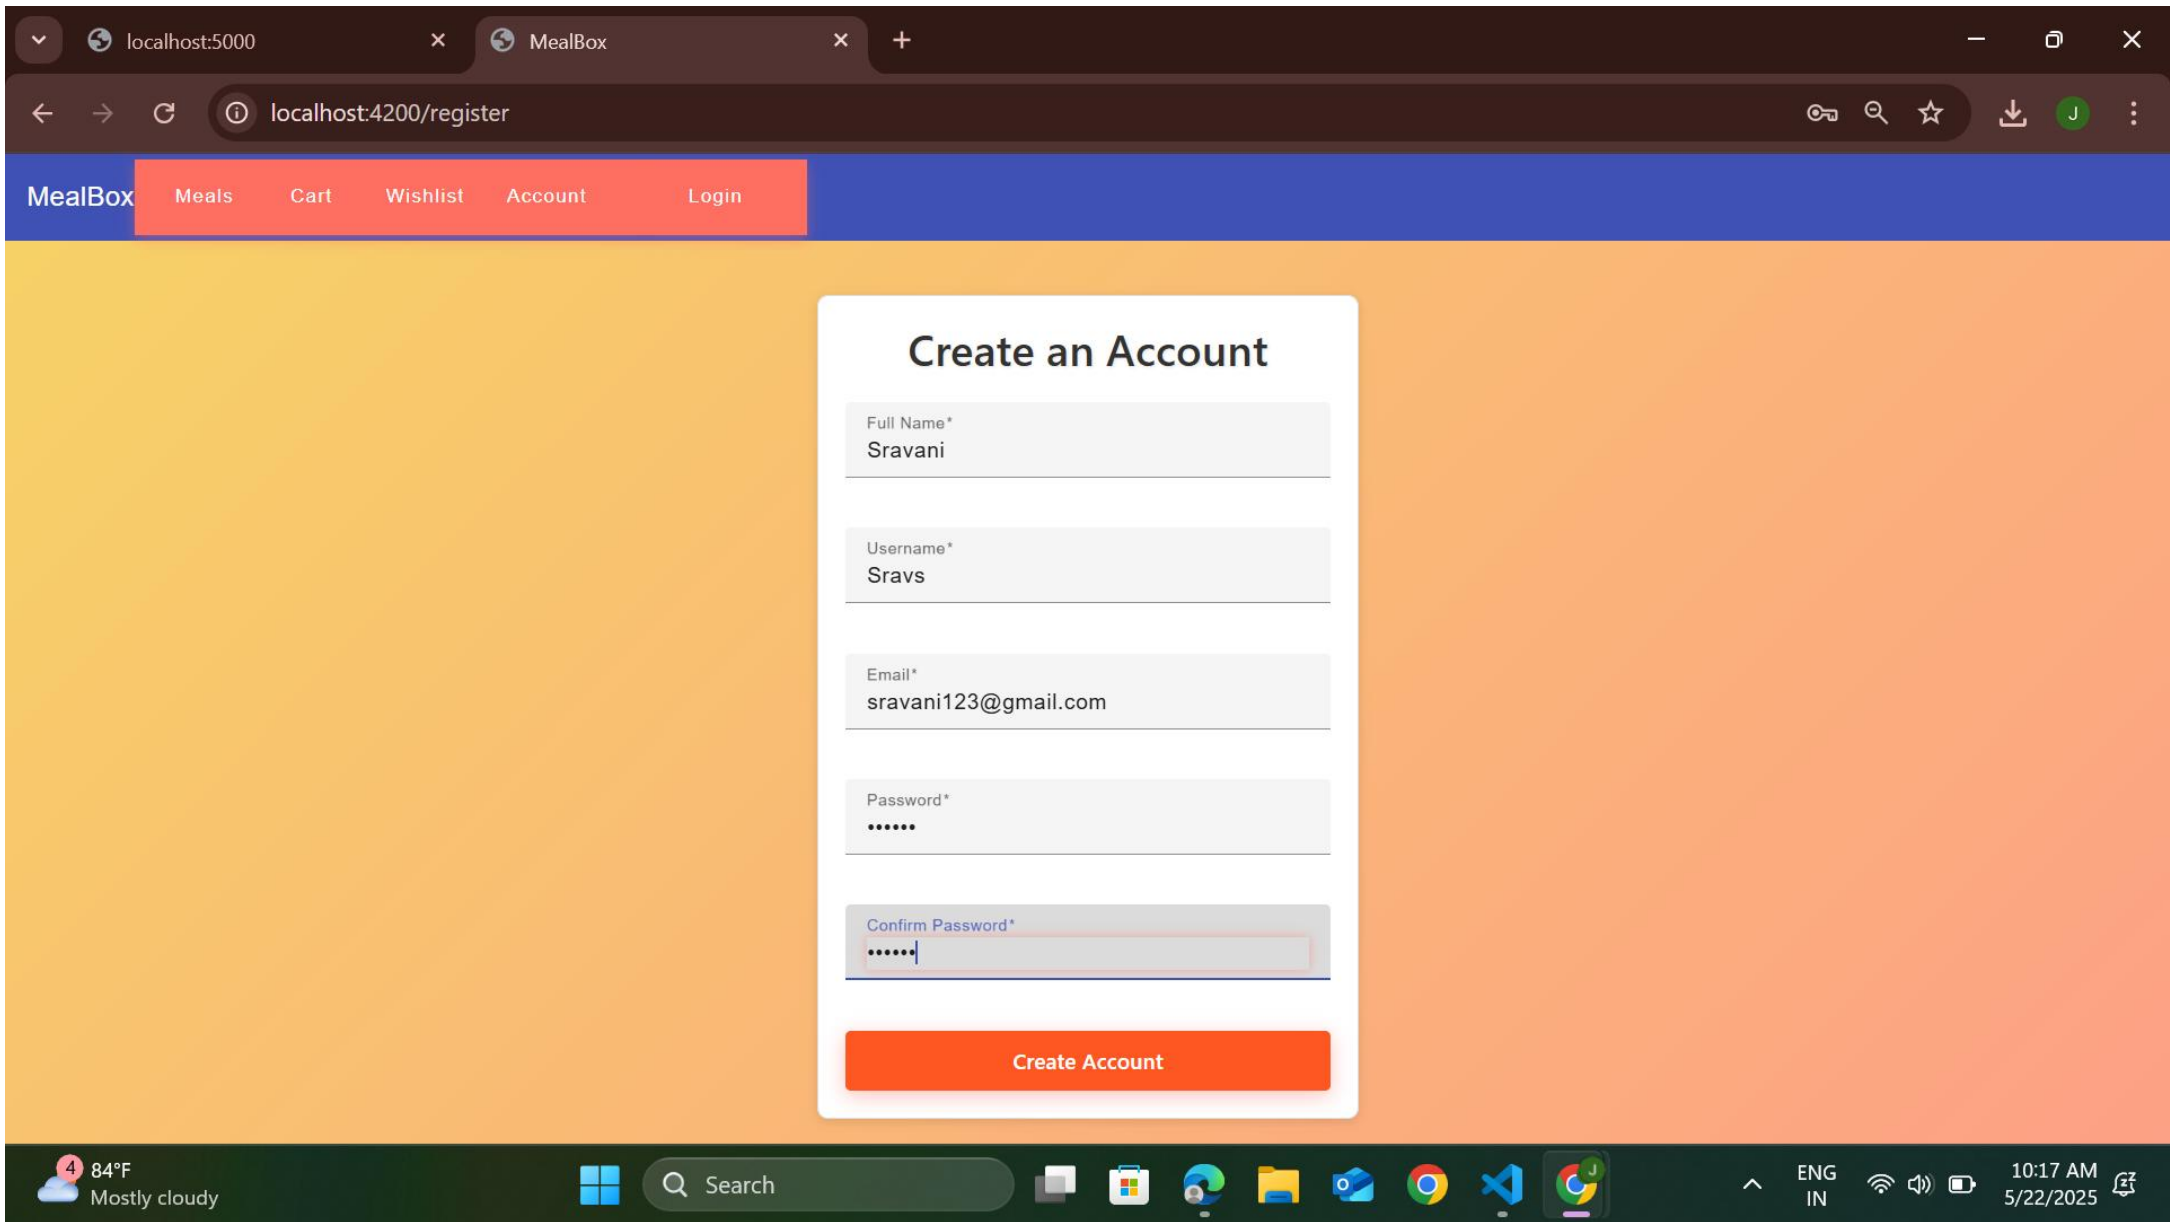 localhost:5000
MealBox
localhost:4200/register
J
MealBox Meals Cart Wishlist Account Login
Create an Account
Full Name*
Sravani
Username*
Sravs
Email*
sravani123@gmail.com
Password*
••••••
Confirm Password*
••••••
Create Account
4
84°F
Mostly cloudy
Search
J
ENG
IN
10:17 AM
5/22/2025